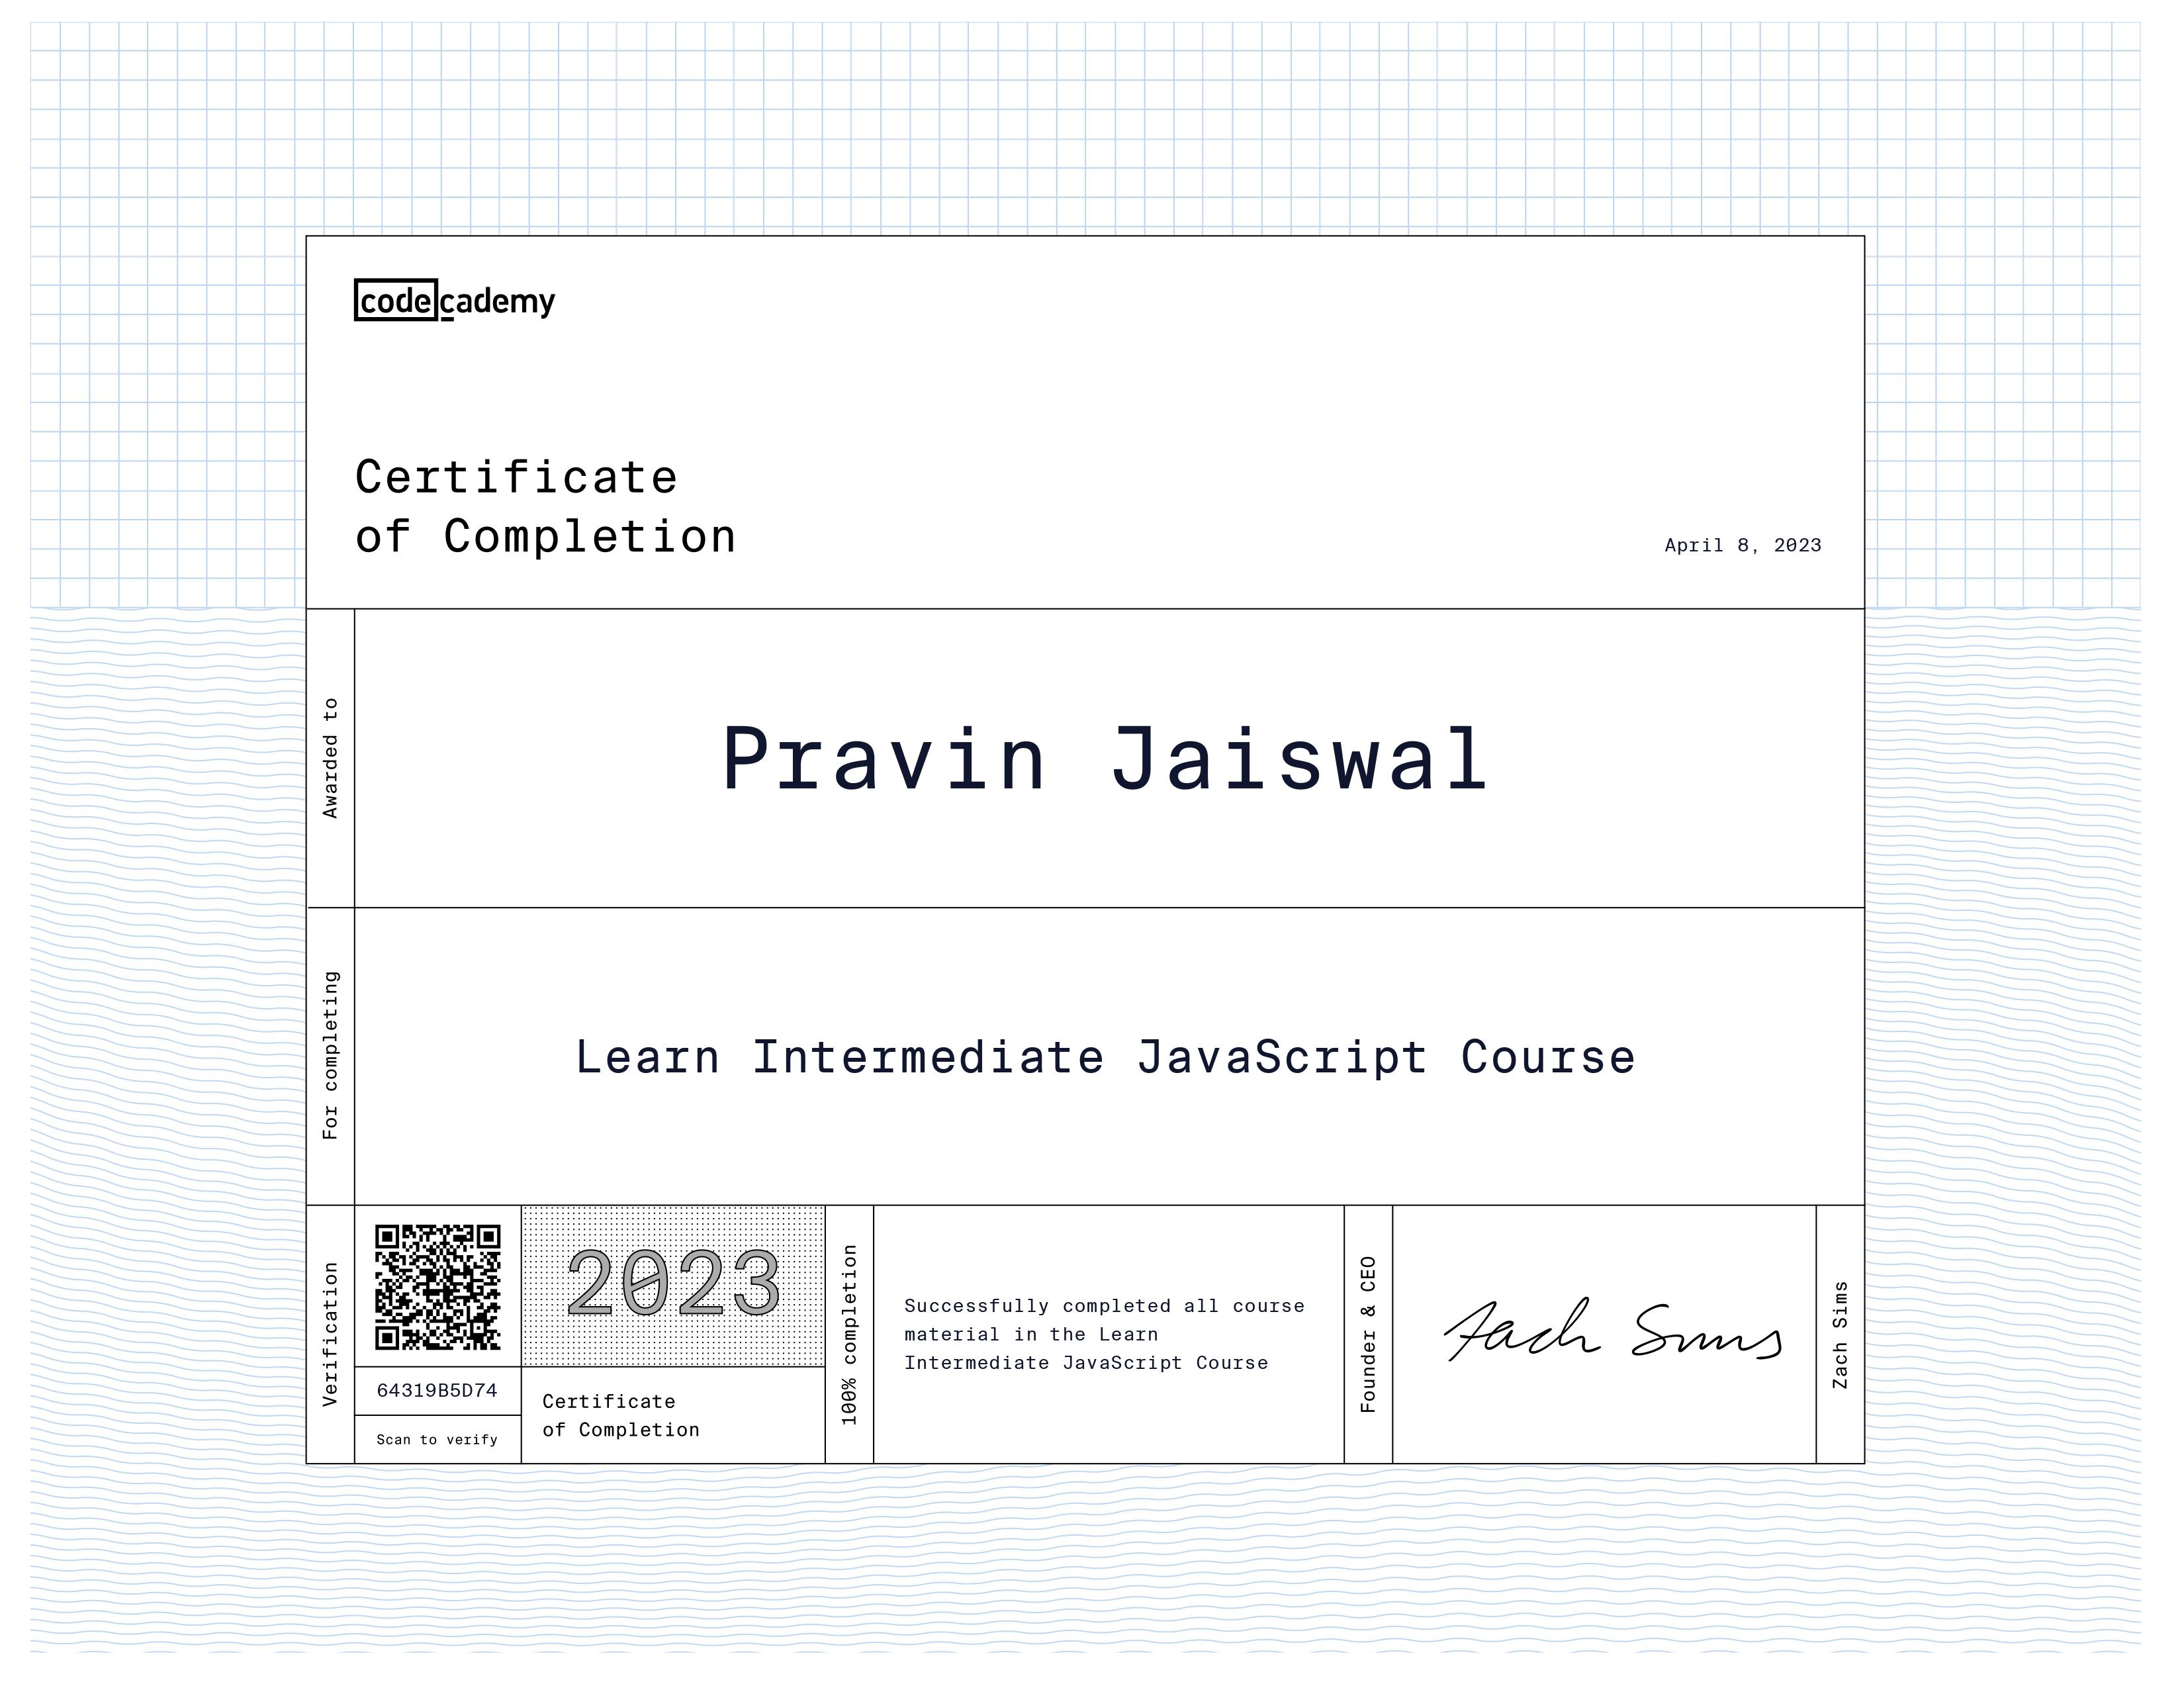 codecademy
Certificate
of Completion
April 8, 2023
Awarded to
Pravin Jaiswal
For completing
Learn Intermediate JavaScript Course
Verification
64319B5D74
Scan to verify
2023
Certificate
of Completion
100% completion
Successfully completed all course
material in the Learn
Intermediate JavaScript Course
Founder & CEO
Zach Sims
Zach Sims